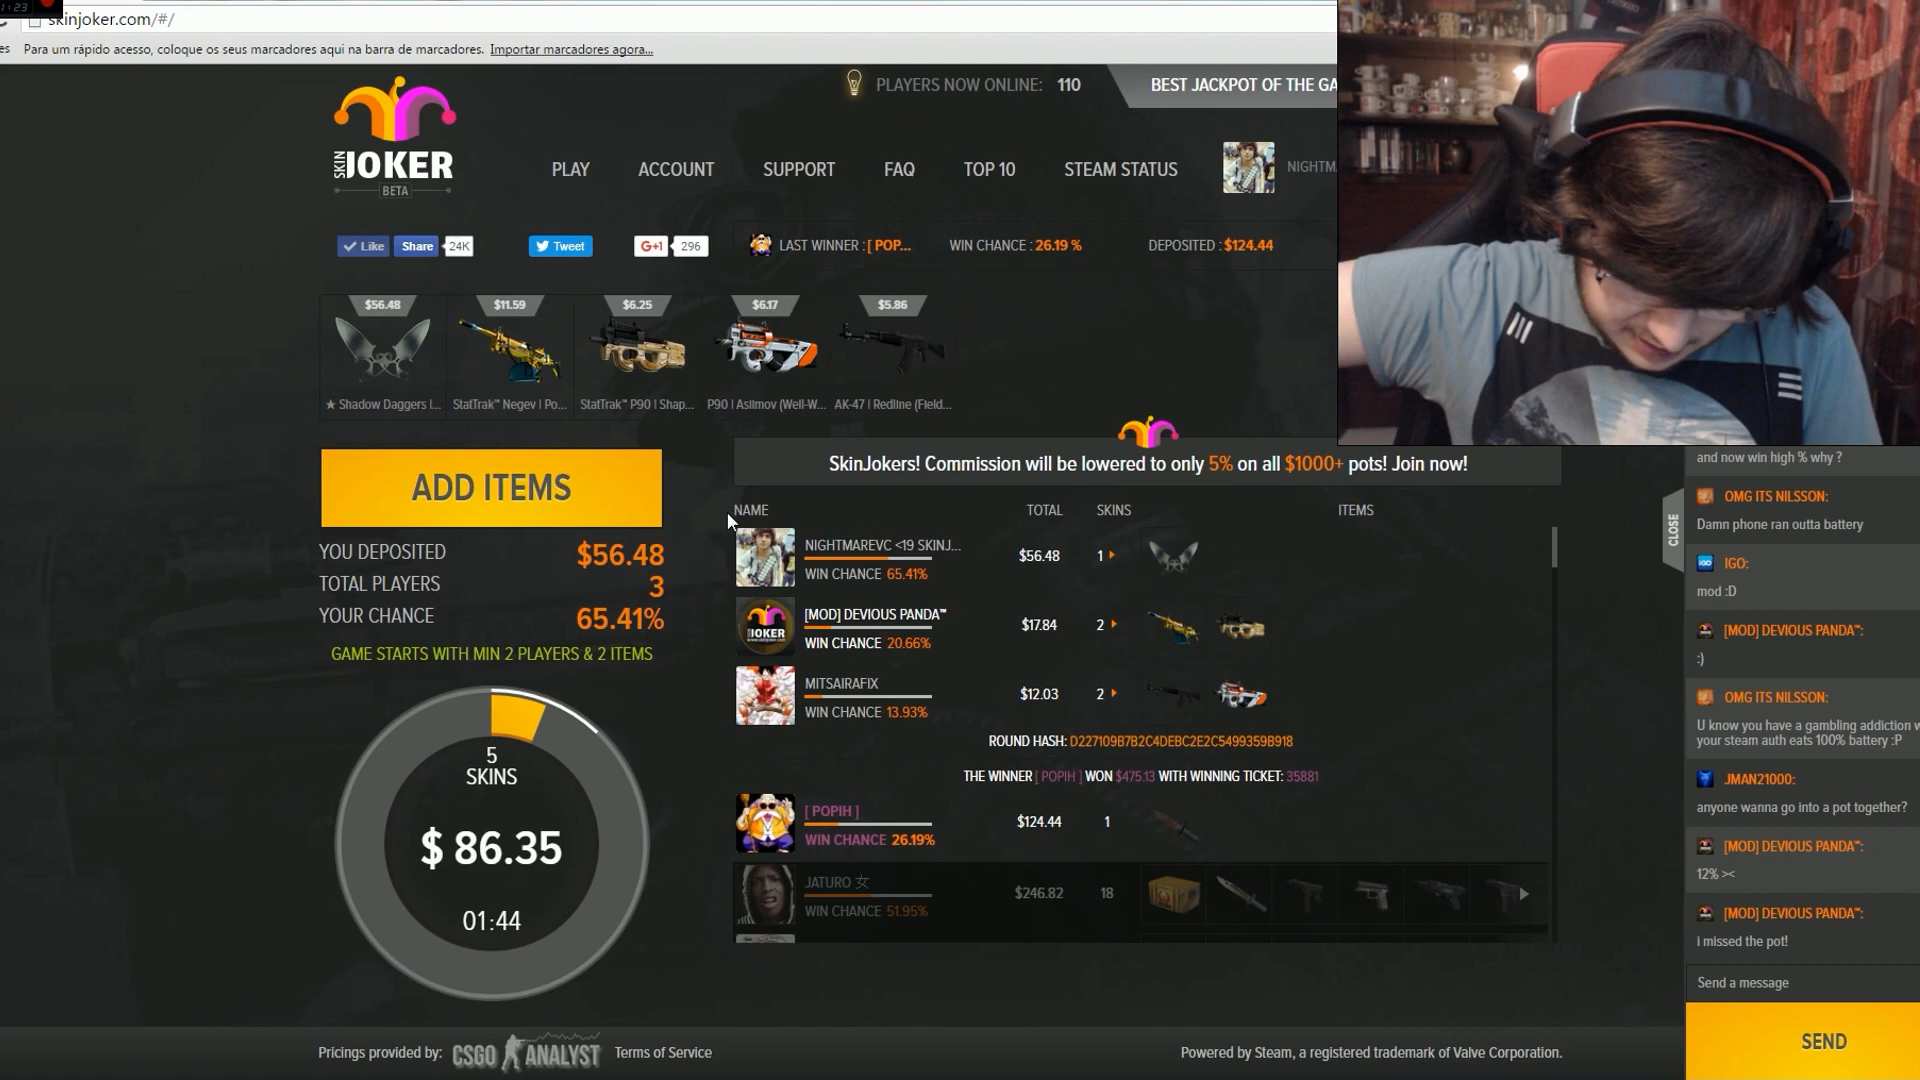 1:23
skinjoker.com/#/
es Para um rápido acesso, coloque os seus marcadores aqui na barra de marcadores. Importar marcadores agora...
PLAYERS NOW ONLINE: 110
BEST JACKPOT OF THE GA
SKIN JOKER
BETA
PLAY ACCOUNT SUPPORT FAQ TOP 10 STEAM STATUS
NIGHTM
Like Share 24K Tweet G+1 296
LAST WINNER : [ POP... WIN CHANCE : 26.19 % DEPOSITED : $124.44
$56.48 $11.59 $6.25 $6.17 $5.86
★ Shadow Daggers |... StatTrak™ Negev | Po... StatTrak™ P90 | Shap... P90 | Asiimov (Well-W... AK-47 | Redline (Field...
ADD ITEMS
YOU DEPOSITED $56.48
TOTAL PLAYERS 3
YOUR CHANCE 65.41%
GAME STARTS WITH MIN 2 PLAYERS & 2 ITEMS
5
SKINS
$ 86.35
01:44
SkinJokers! Commission will be lowered to only 5% on all $1000+ pots! Join now!
NAME TOTAL SKINS ITEMS
NIGHTMAREVC <19 SKINJ...
WIN CHANCE 65.41%
$56.48 1
[MOD] DEVIOUS PANDA™
WIN CHANCE 20.66%
$17.84 2
JOKER
MITSAIRAFIX
WIN CHANCE 13.93%
$12.03 2
ROUND HASH: D227109B7B2C4DEBC2E2C5499359B918
THE WINNER [ POPIH ] WON $475.13 WITH WINNING TICKET: 35881
[ POPIH ]
WIN CHANCE 26.19%
$124.44 1
JATURO 女
WIN CHANCE 51.95%
$246.82 18
CLOSE
and now win high % why ?
OMG ITS NILSSON:
Damn phone ran outta battery
IGO:
mod :D
[MOD] DEVIOUS PANDA™:
:)
OMG ITS NILSSON:
U know you have a gambling addiction w
your steam auth eats 100% battery :P
JMAN21000:
anyone wanna go into a pot together?
[MOD] DEVIOUS PANDA™:
12% ><
[MOD] DEVIOUS PANDA™:
i missed the pot!
Send a message
SEND
Pricings provided by: CSGO ANALYST Terms of Service
Powered by Steam, a registered trademark of Valve Corporation.